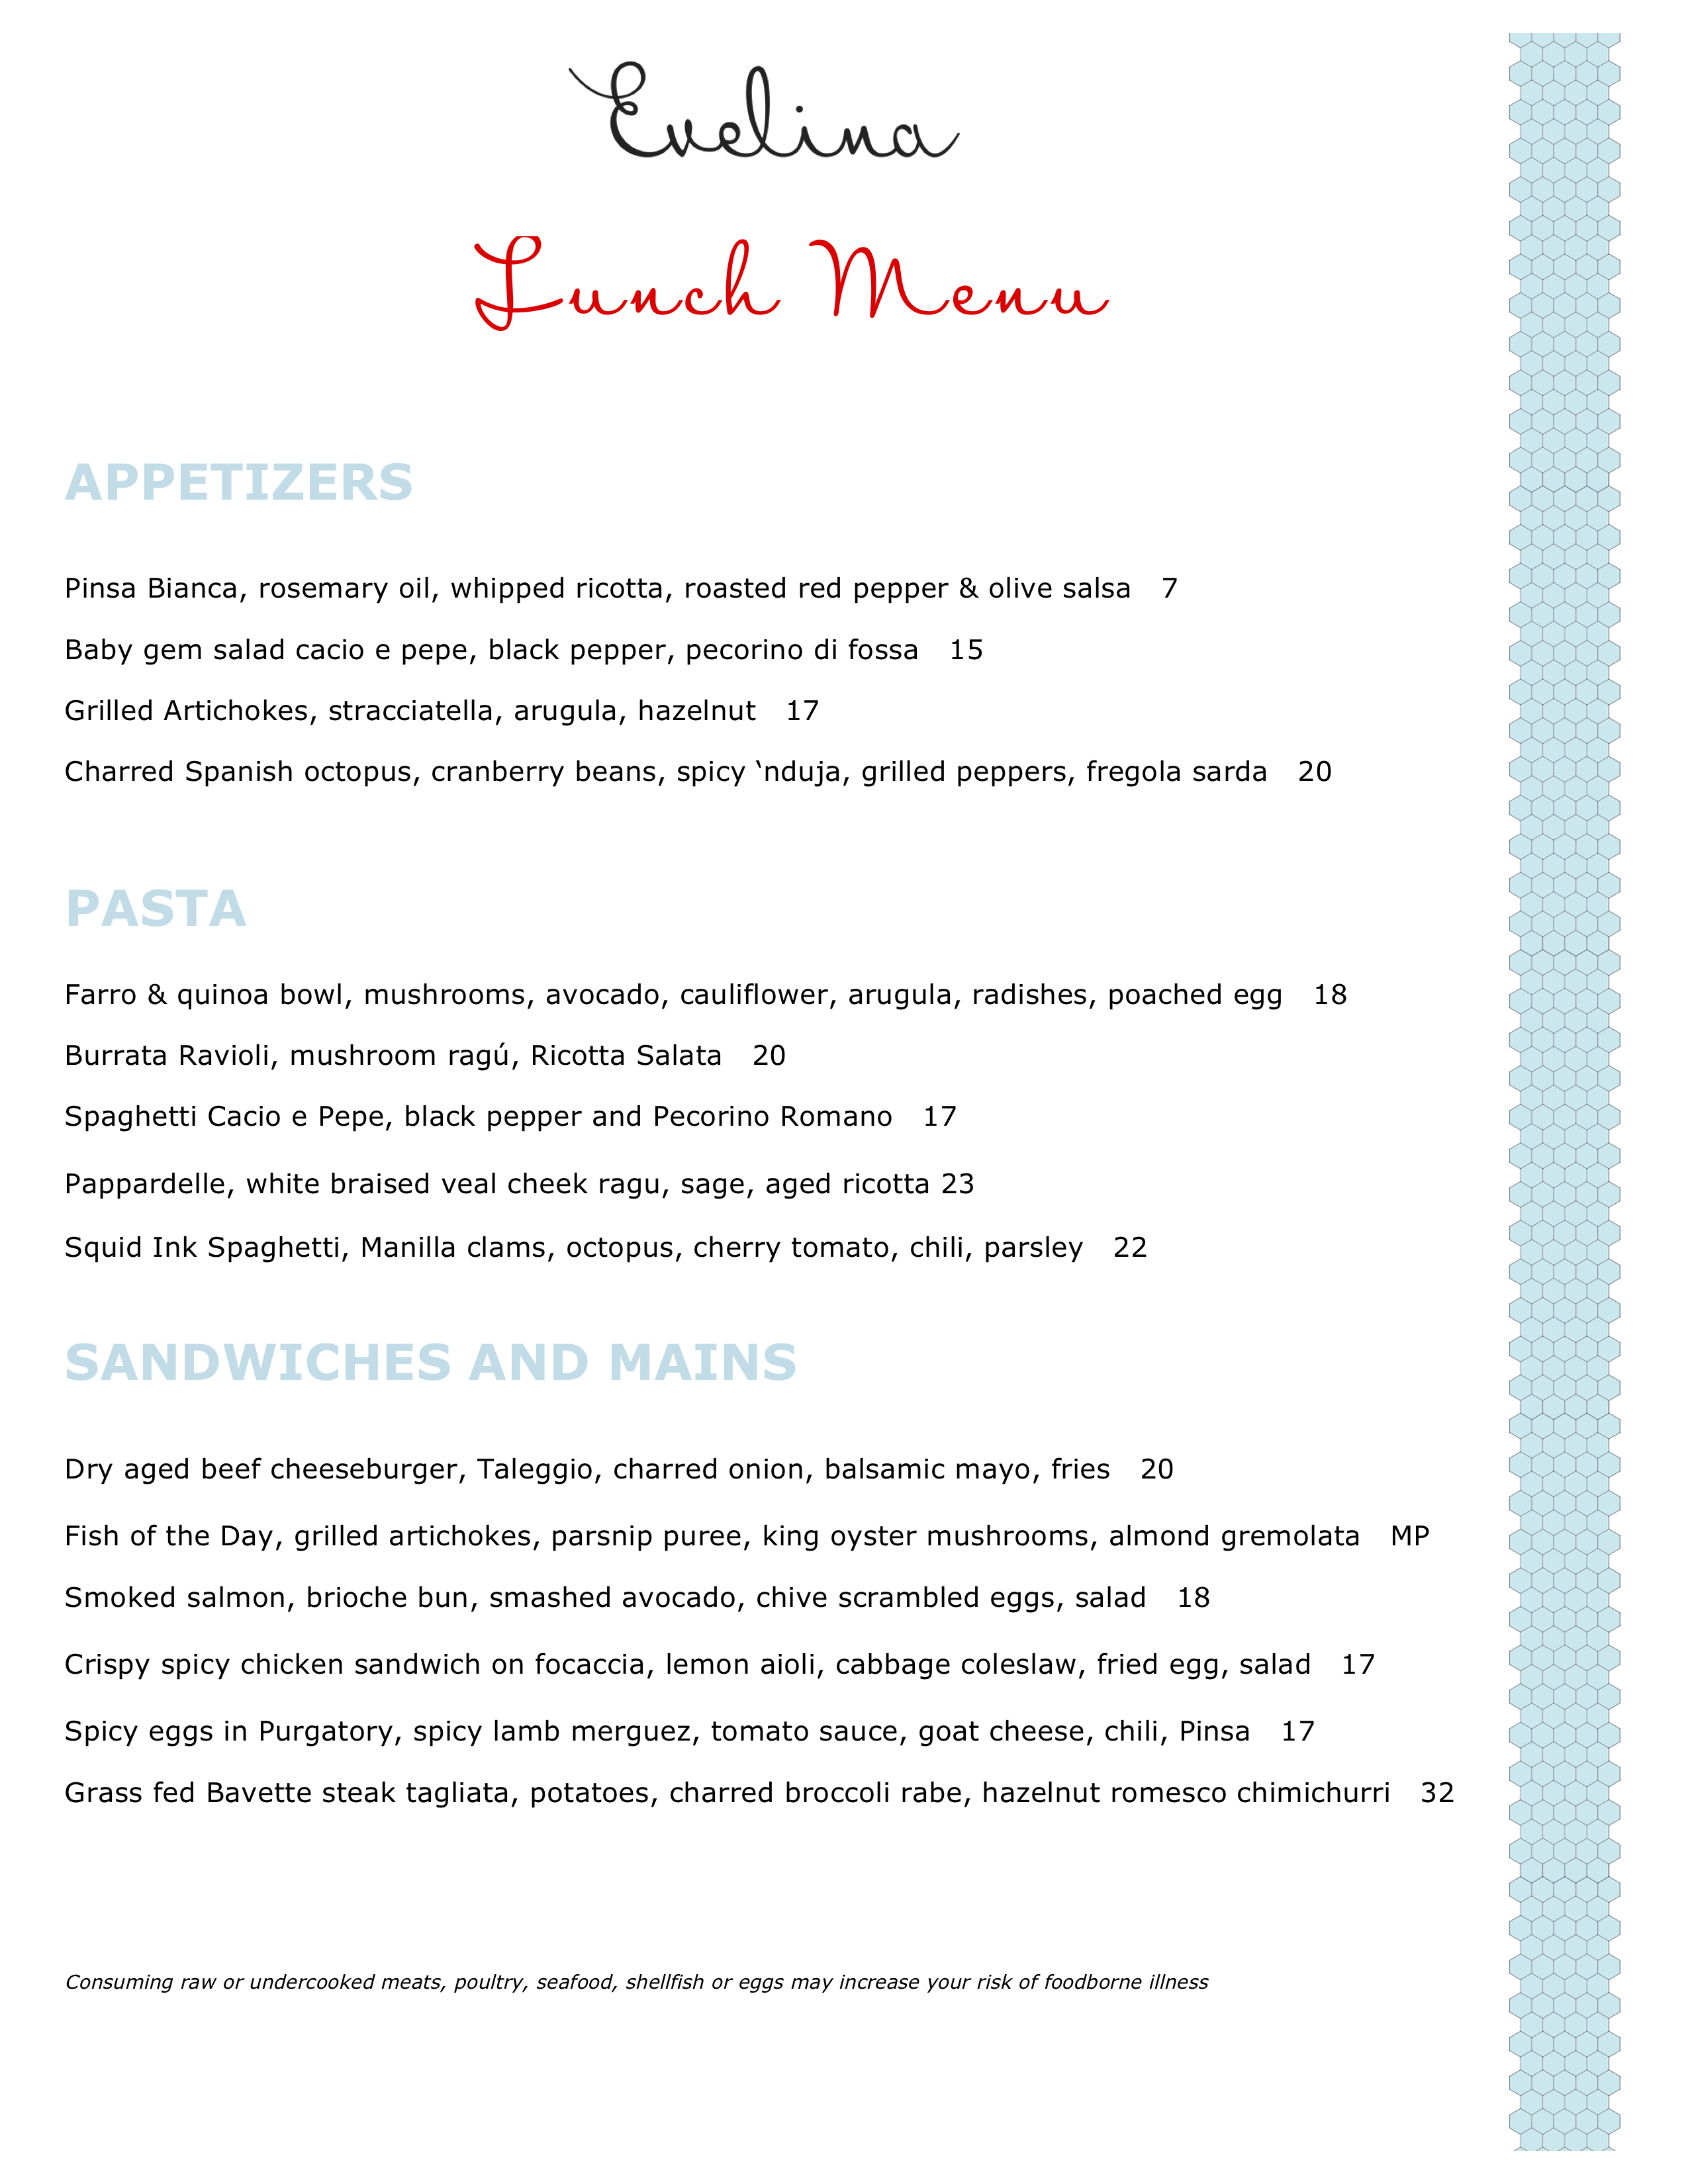 Evelina
Lunch Menu
APPETIZERS
Pinsa Bianca, rosemary oil, whipped ricotta, roasted red pepper & olive salsa 7
Baby gem salad cacio e pepe, black pepper, pecorino di fossa 15
Grilled Artichokes, stracciatella, arugula, hazelnut 17
Charred Spanish octopus, cranberry beans, spicy ‘nduja, grilled peppers, fregola sarda 20
PASTA
Farro & quinoa bowl, mushrooms, avocado, cauliflower, arugula, radishes, poached egg 18
Burrata Ravioli, mushroom ragú, Ricotta Salata 20
Spaghetti Cacio e Pepe, black pepper and Pecorino Romano 17
Pappardelle, white braised veal cheek ragu, sage, aged ricotta 23
Squid Ink Spaghetti, Manilla clams, octopus, cherry tomato, chili, parsley 22
SANDWICHES AND MAINS
Dry aged beef cheeseburger, Taleggio, charred onion, balsamic mayo, fries 20
Fish of the Day, grilled artichokes, parsnip puree, king oyster mushrooms, almond gremolata MP
Smoked salmon, brioche bun, smashed avocado, chive scrambled eggs, salad 18
Crispy spicy chicken sandwich on focaccia, lemon aioli, cabbage coleslaw, fried egg, salad 17
Spicy eggs in Purgatory, spicy lamb merguez, tomato sauce, goat cheese, chili, Pinsa 17
Grass fed Bavette steak tagliata, potatoes, charred broccoli rabe, hazelnut romesco chimichurri 32
Consuming raw or undercooked meats, poultry, seafood, shellfish or eggs may increase your risk of foodborne illness